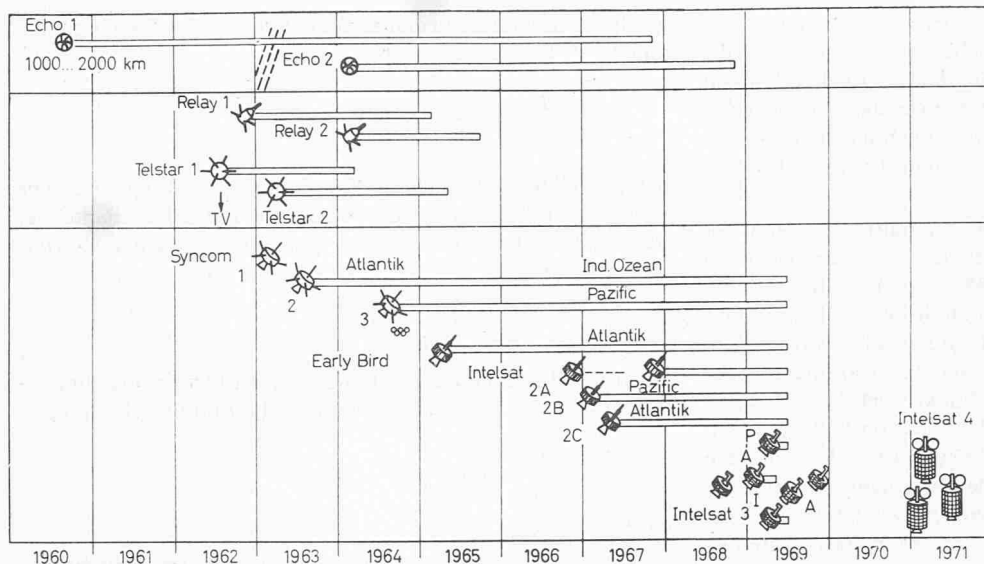 Echo 1
1000...2000 km
Echo 2
Relay 1
Relay 2
Telstar 1
TV
Telstar 2
Syncom
1
2
Atlantik
Ind. Ozean
3
Pazific
Early Bird
Atlantik
Intelsat
2A
Pazific
2B
Atlantik
2C
P
A
Intelsat 4
I
A
Intelsat 3
1960 1961 1962 1963 1964 1965 1966 1967 1968 1969 1970 1971